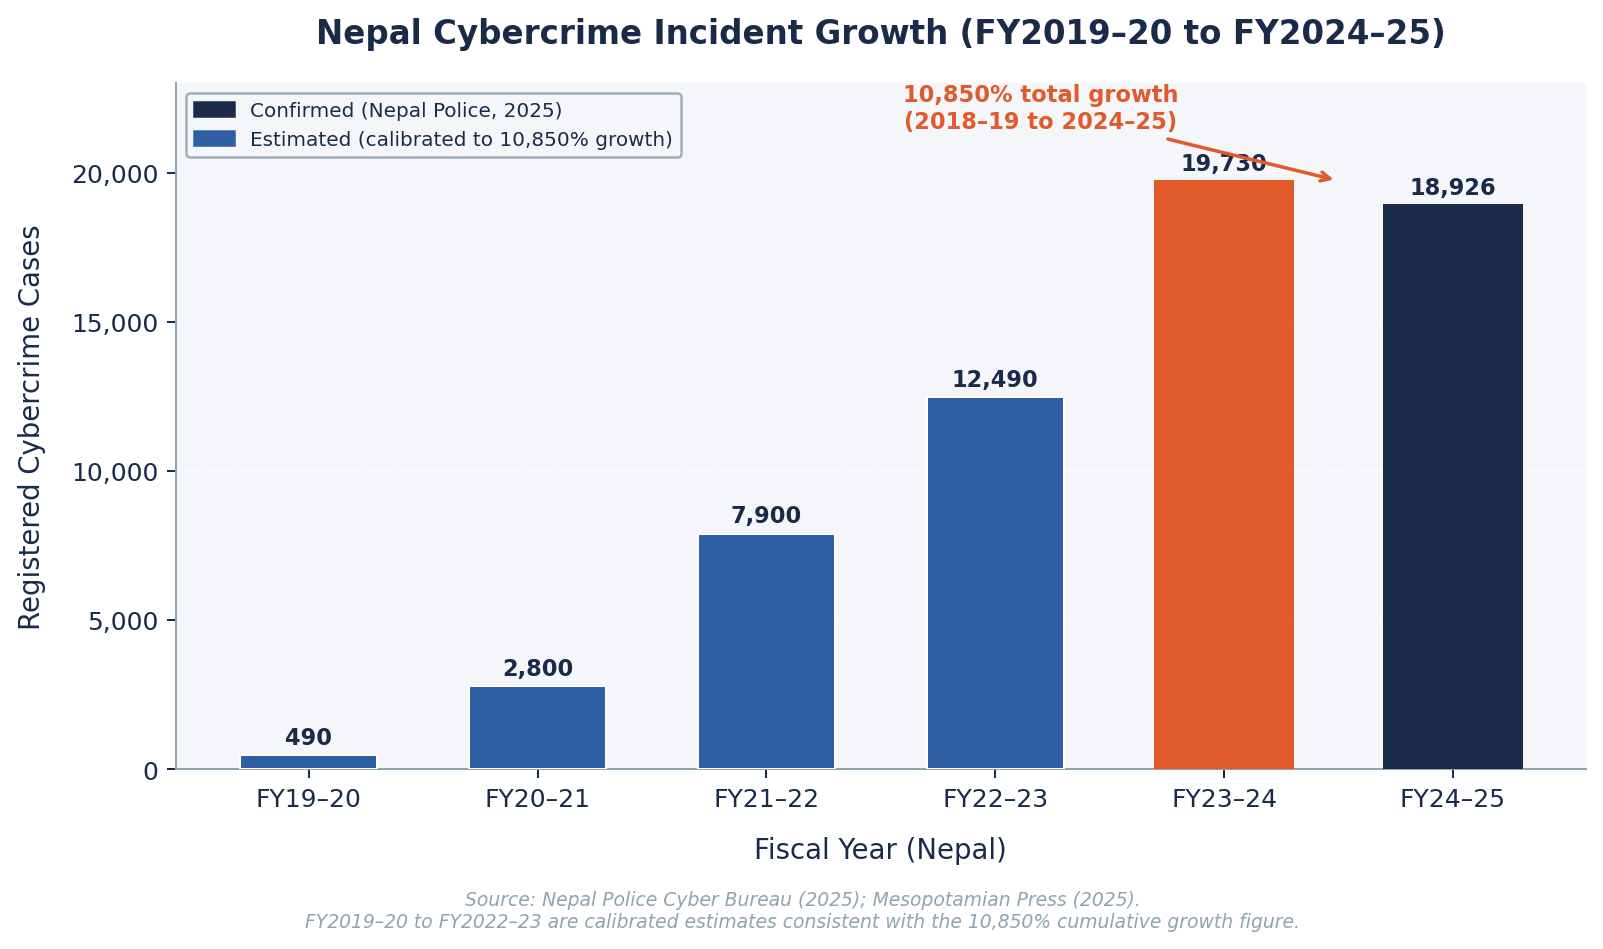 Nepal Cybercrime Incident Growth (FY2019–20 to FY2024–25)
Confirmed (Nepal Police, 2025)
Estimated (calibrated to 10,850% growth)
10,850% total growth
(2018–19 to 2024–25)
Registered Cybercrime Cases
20,000
15,000
10,000
5,000
0
490
2,800
7,900
12,490
19,730
18,926
FY19–20
FY20–21
FY21–22
FY22–23
FY23–24
FY24–25
Fiscal Year (Nepal)
Source: Nepal Police Cyber Bureau (2025); Mesopotamian Press (2025).
FY2019–20 to FY2022–23 are calibrated estimates consistent with the 10,850% cumulative growth figure.